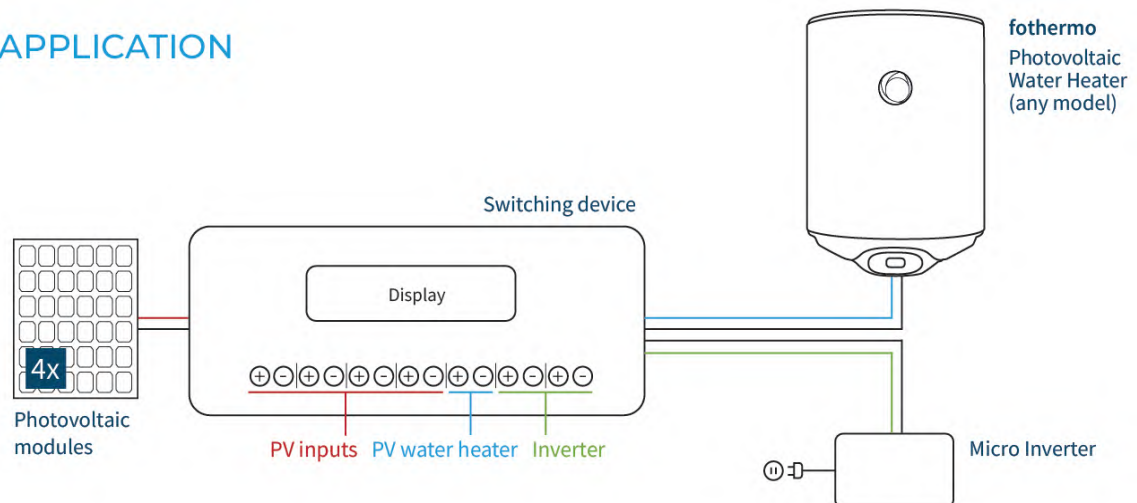 APPLICATION
fothermo
Photovoltaic
Water Heater
(any model)
Switching device
Display
4x
Photovoltaic
modules
PV inputs
PV water heater
Inverter
Micro Inverter